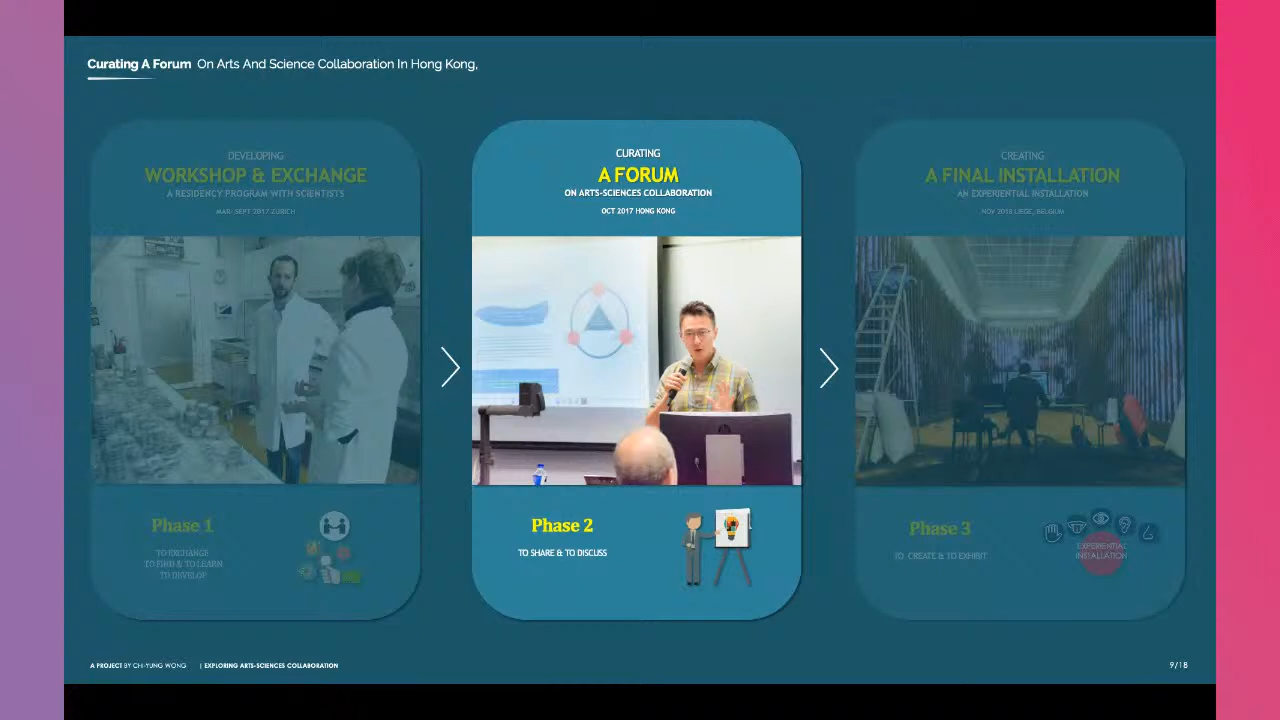 Curating A Forum On Arts And Science Collaboration In Hong Kong,
DEVELOPING
WORKSHOP & EXCHANGE
A RESIDENCY PROGRAM WITH SCIENTISTS
MAR- SEPT 2017 ZURICH
Phase 1
TO EXCHANGE
TO FIND & TO LEARN
TO DEVELOP
CURATING
A FORUM
ON ARTS-SCIENCES COLLABORATION
OCT 2017 HONG KONG
Phase 2
TO SHARE & TO DISCUSS
CREATING
A FINAL INSTALLATION
AN EXPERIENTIAL INSTALLATION
NOV 2018 LIEGE, BELGIUM
Phase 3
TO CREATE & TO EXHIBIT
EXPERIENTIAL
INSTALLATION
A PROJECT BY CHI-YUNG WONG | EXPLORING ARTS-SCIENCES COLLABORATION
9/18